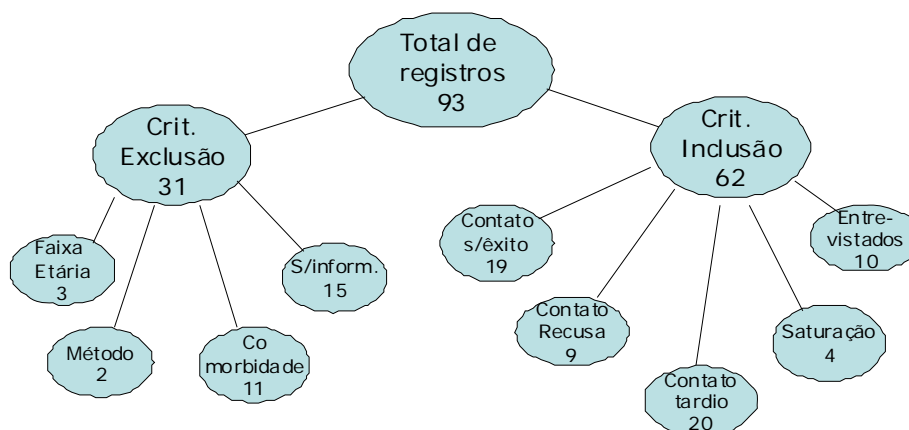 Total de
registros
93
Crit.
Exclusão
31
Crit.
Inclusão
62
Faixa
Etária
3
Método
2
Co
morbidade
11
S/inform.
15
Contato
s/êxito
19
Contato
Recusa
9
Contato
tardio
20
Saturação
4
Entre-
vistados
10